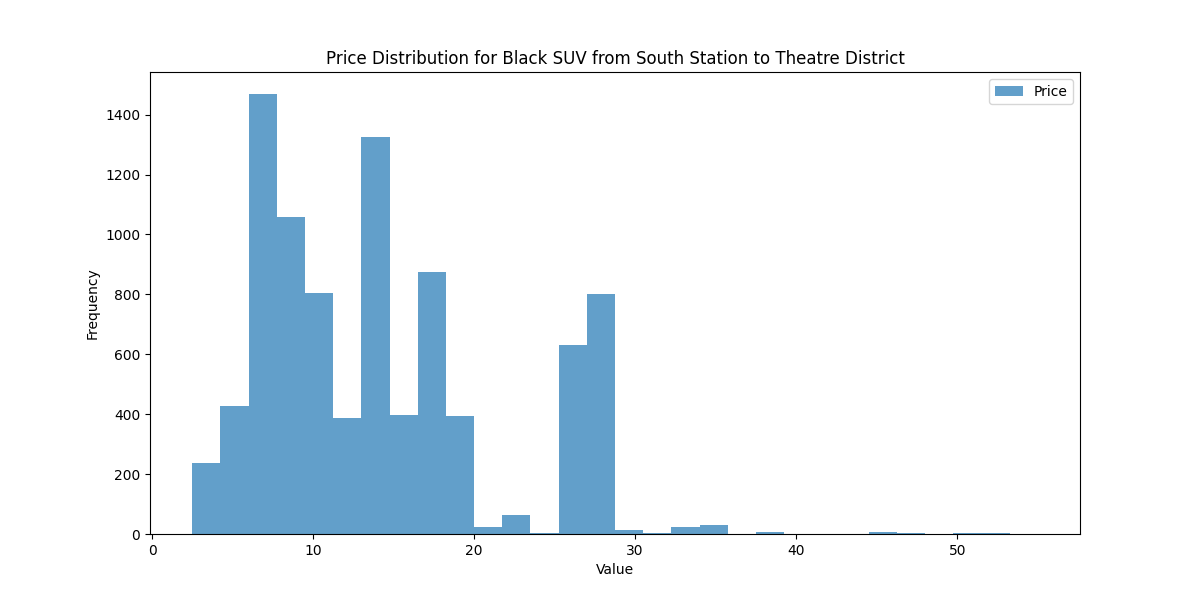 Price Distribution for Black SUV from South Station to Theatre District
Price
1400
1200
1000
800
600
400
200
0
Frequency
0 10 20 30 40 50
Value